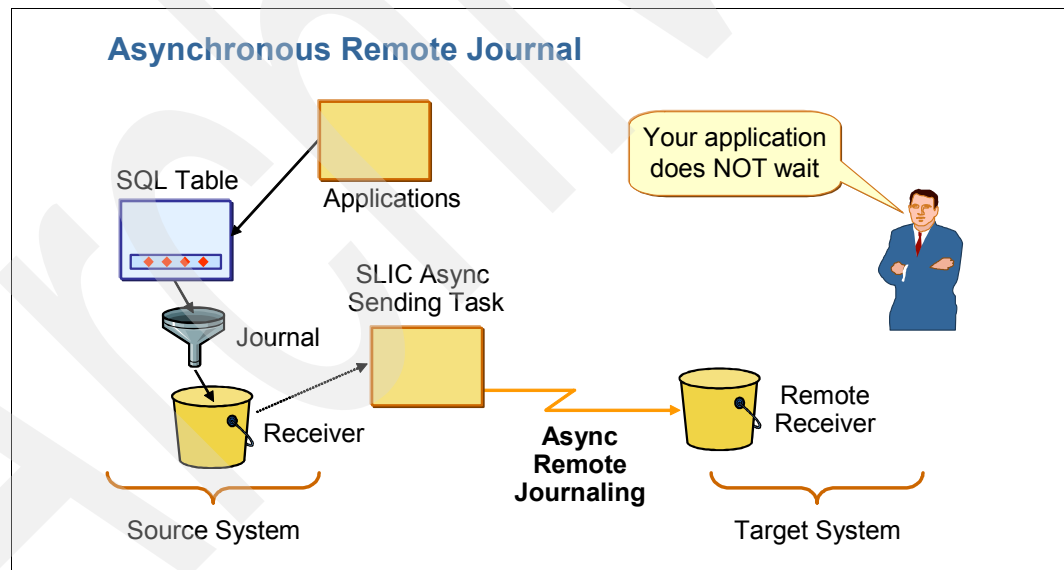 Asynchronous Remote Journal
Your application
does NOT wait
SQL Table
Applications
SLIC Async
Sending Task
Journal
Receiver
Remote
Receiver
Async
Remote
Journaling
Source System
Target System